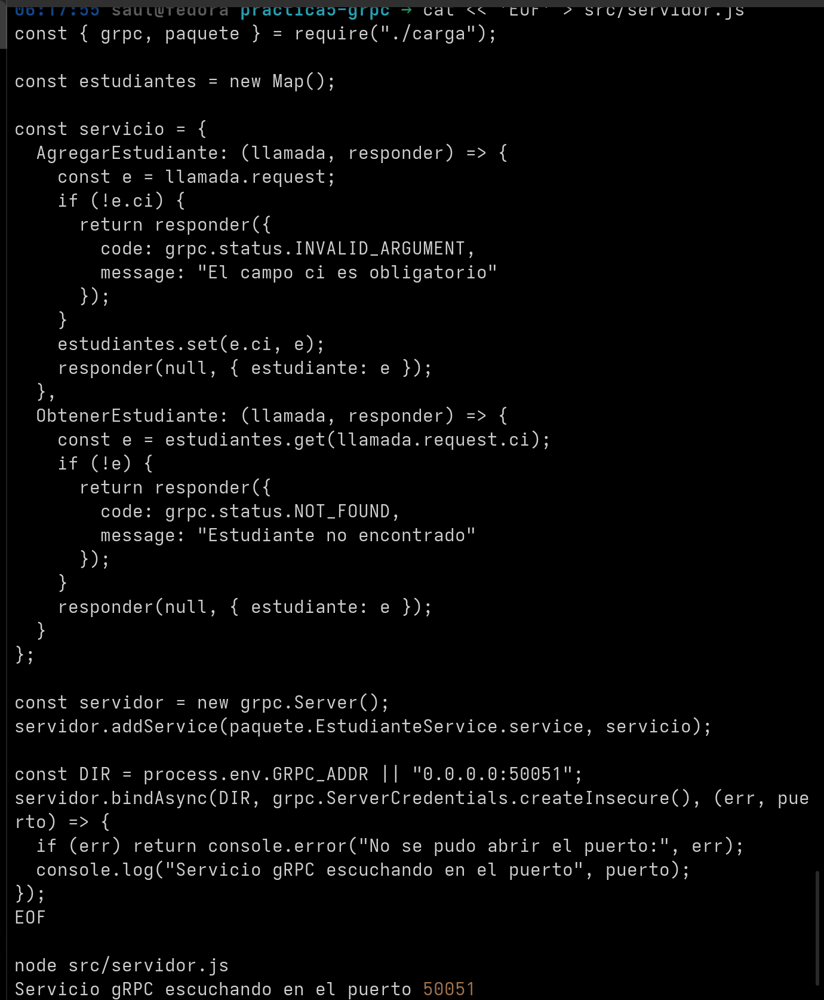 06:17:55 saul@fedora practica5-grpc → cat << 'EOF' > src/servidor.js
const { grpc, paquete } = require("./carga");
const estudiantes = new Map();
const servicio = {
  AgregarEstudiante: (llamada, responder) => {
    const e = llamada.request;
    if (!e.ci) {
      return responder({
        code: grpc.status.INVALID_ARGUMENT,
        message: "El campo ci es obligatorio"
      });
    }
    estudiantes.set(e.ci, e);
    responder(null, { estudiante: e });
  },
  ObtenerEstudiante: (llamada, responder) => {
    const e = estudiantes.get(llamada.request.ci);
    if (!e) {
      return responder({
        code: grpc.status.NOT_FOUND,
        message: "Estudiante no encontrado"
      });
    }
    responder(null, { estudiante: e });
  }
};
const servidor = new grpc.Server();
servidor.addService(paquete.EstudianteService.service, servicio);
const DIR = process.env.GRPC_ADDR || "0.0.0.0:50051";
servidor.bindAsync(DIR, grpc.ServerCredentials.createInsecure(), (err, pue
rto) => {
  if (err) return console.error("No se pudo abrir el puerto:", err);
  console.log("Servicio gRPC escuchando en el puerto", puerto);
});
EOF
node src/servidor.js
Servicio gRPC escuchando en el puerto 50051